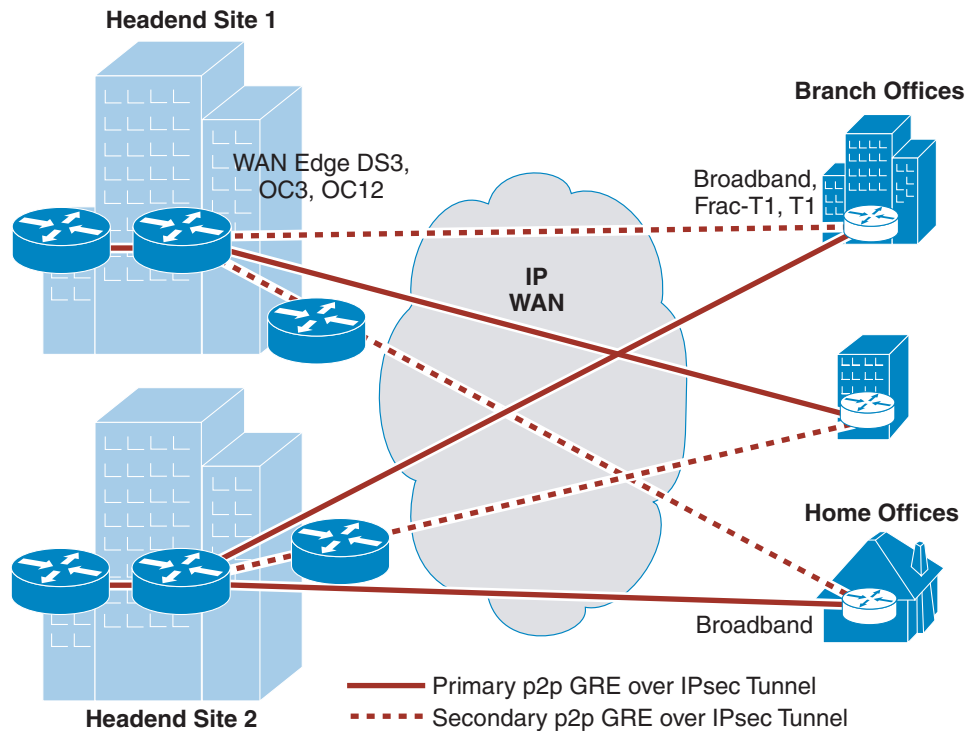 Headend Site 1
Branch Offices
WAN Edge DS3,
OC3, OC12
Broadband,
Frac-T1, T1
IP
WAN
Home Offices
Broadband
Headend Site 2
Primary p2p GRE over IPsec Tunnel
Secondary p2p GRE over IPsec Tunnel